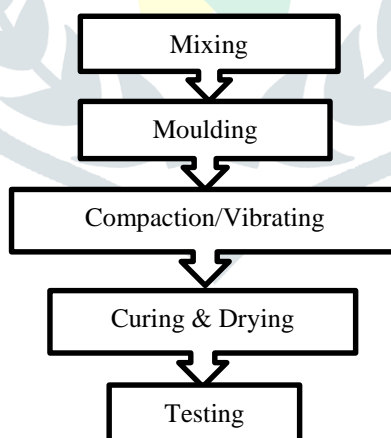 Mixing
Moulding
Compaction/Vibrating
Curing & Drying
Testing